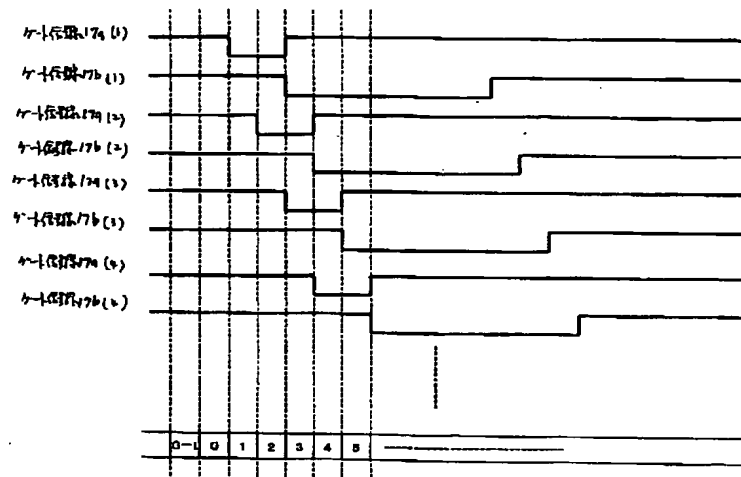 ゲート信号線17a(1)
ゲート信号線17b(1)
ゲート信号線17a(2)
ゲート信号線17b(2)
ゲート信号線17a(3)
ゲート信号線17b(3)
ゲート信号線17a(4)
ゲート信号線17b(4)
G-1 G 1 2 3 4 5